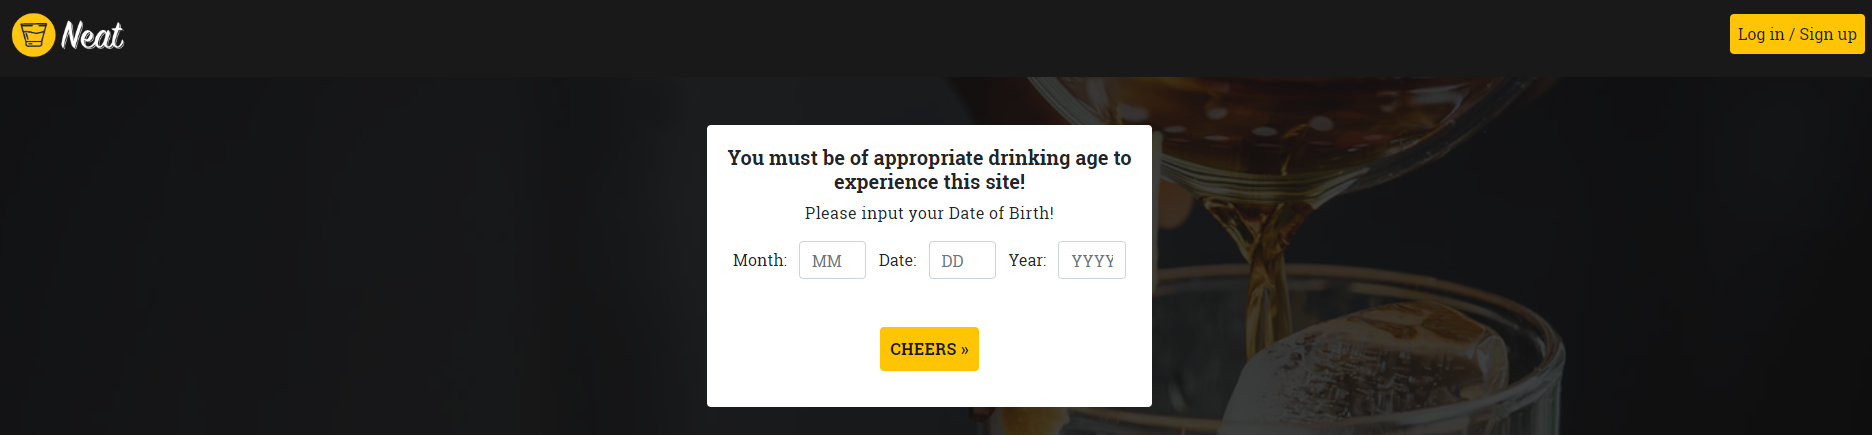 Neat
Log in / Sign up
You must be of appropriate drinking age to
experience this site!
Please input your Date of Birth!
Month: MM Date: DD Year: YYYY
CHEERS »